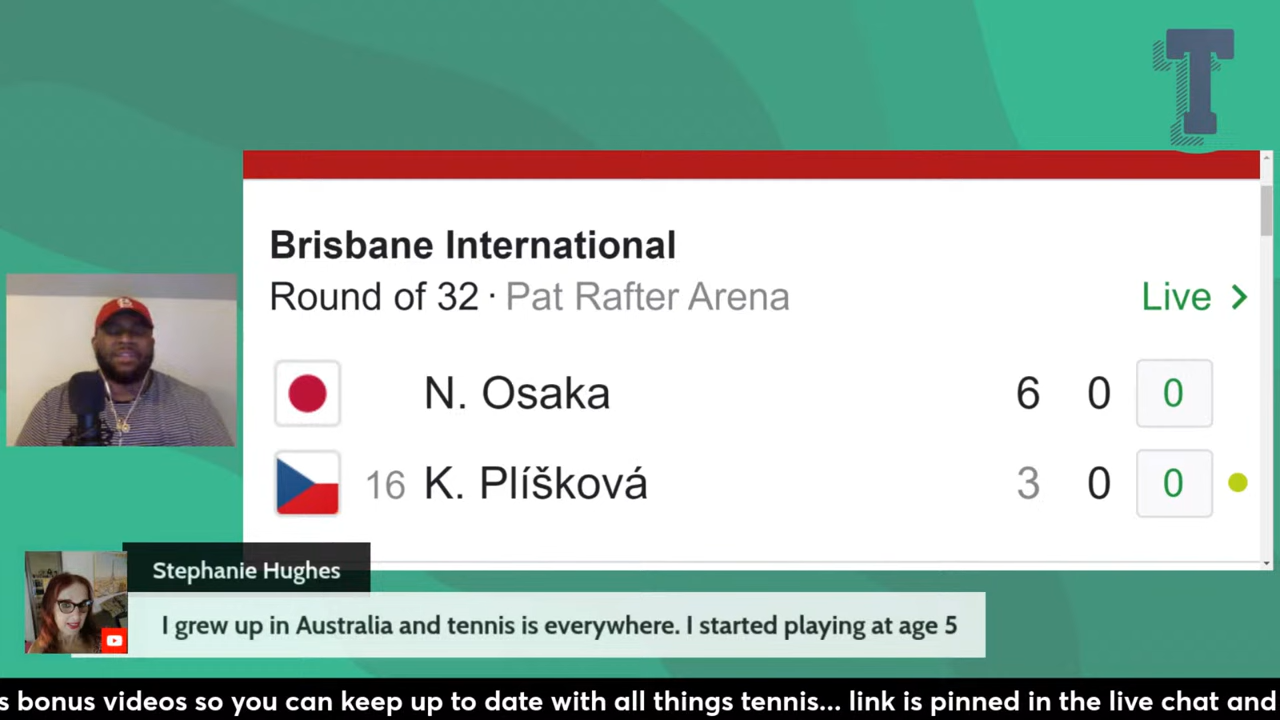 T
Brisbane International
Round of 32 · Pat Rafter Arena
Live >
N. Osaka 6 0 0
16 K. Plíšková 3 0 0
Stephanie Hughes
I grew up in Australia and tennis is everywhere. I started playing at age 5
s bonus videos so you can keep up to date with all things tennis... link is pinned in the live chat and